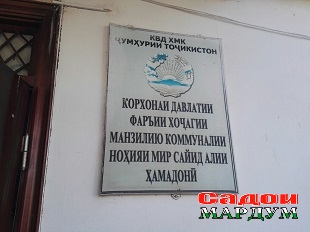 КВД ХМК
ҶУМҲУРИИ ТОҶИКИСТОН
КОРХОНАИ ДАВЛАТИИ
ФАРЪИИ ХОҶАГИИ
МАНЗИЛИЮ КОММУНАЛИИ
НОҲИЯИ МИР САЙИД АЛИИ
ҲАМАДОНӢ
Садои
МАРДУМ